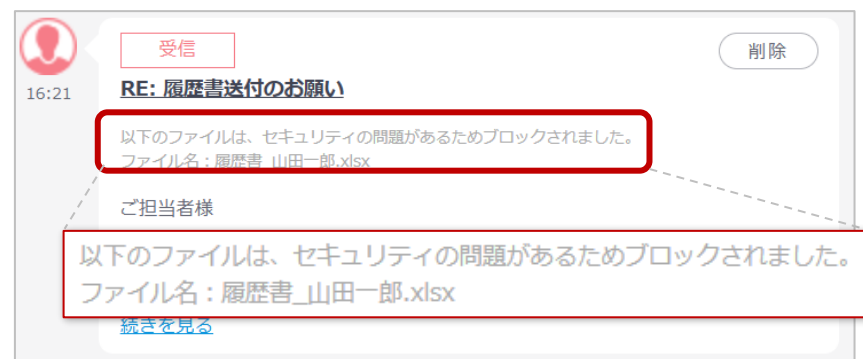 受信
削除
16:21
RE: 履歴書送付のお願い
以下のファイルは、セキュリティの問題があるためブロックされました。
ファイル名：履歴書_山田一郎.xlsx
ご担当者様
以下のファイルは、セキュリティの問題があるためブロックされました。
ファイル名：履歴書_山田一郎.xlsx
続きを見る